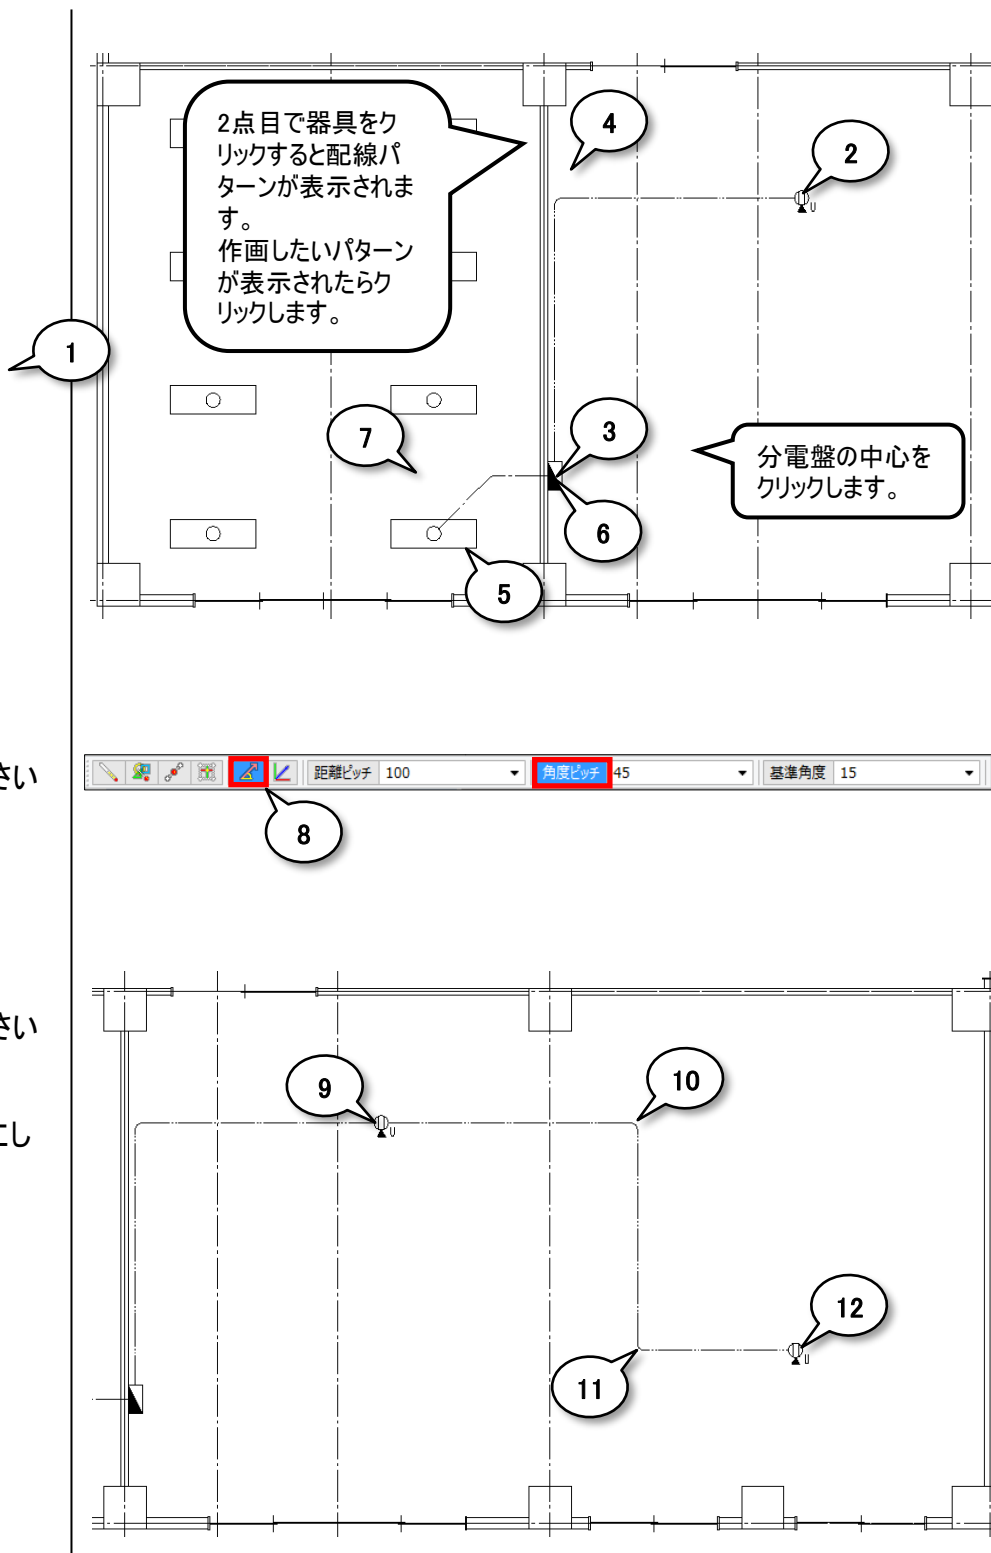 2点目で器具をク
リックすると配線パ
ターンが表示されま
す。
作画したいパターン
が表示されたらク
リックします。
4
2
U
1
7
3
分電盤の中心を
クリックします。
6
5
さい
距離ピッチ 100 角度ピッチ 45 基準角度 15
8
さい
9
10
U
にし
12
U
11